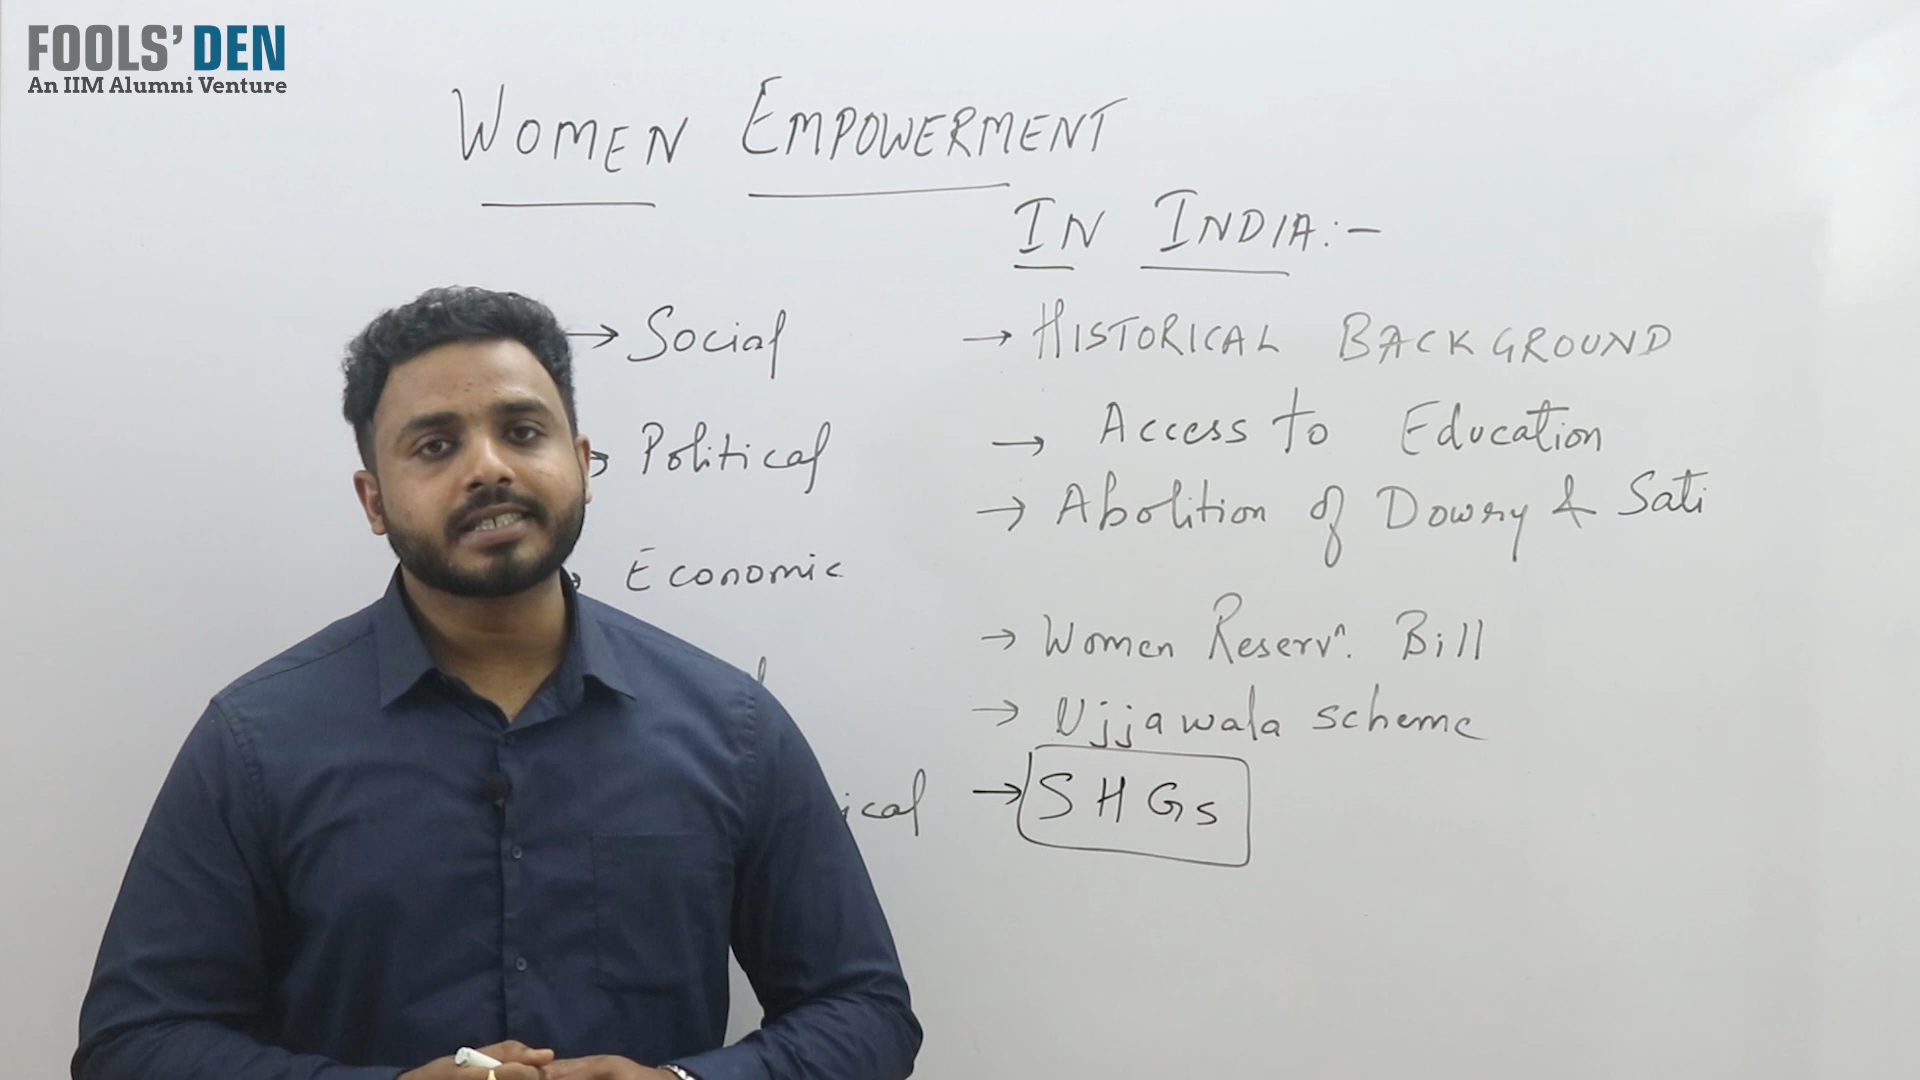 FOOLS' DEN
An IIM Alumni Venture
WOMEN EMPOWERMENT
IN INDIA:-
→ Social
→ Political
Economic
→ HISTORICAL BACKGROUND
→ Access to Education
→ Abolition of Dowry & Sati
→ Women Reservⁿ. Bill
→ Ujjawala scheme
→ SHGs